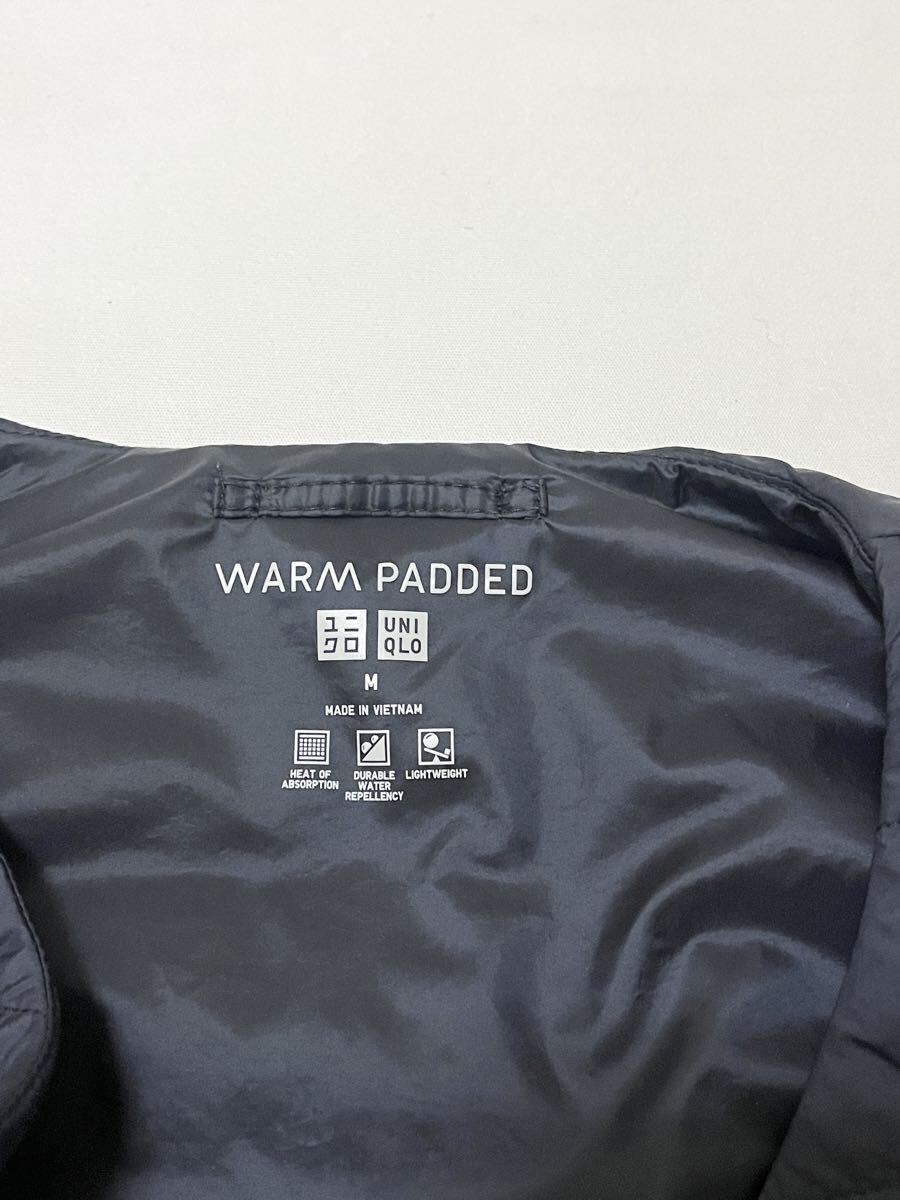 WARM PADDED
ユニ UNI
クロ QLO
M
MADE IN VIETNAM
HEAT OF ABSORPTION
DURABLE WATER REPELLENCY
LIGHTWEIGHT